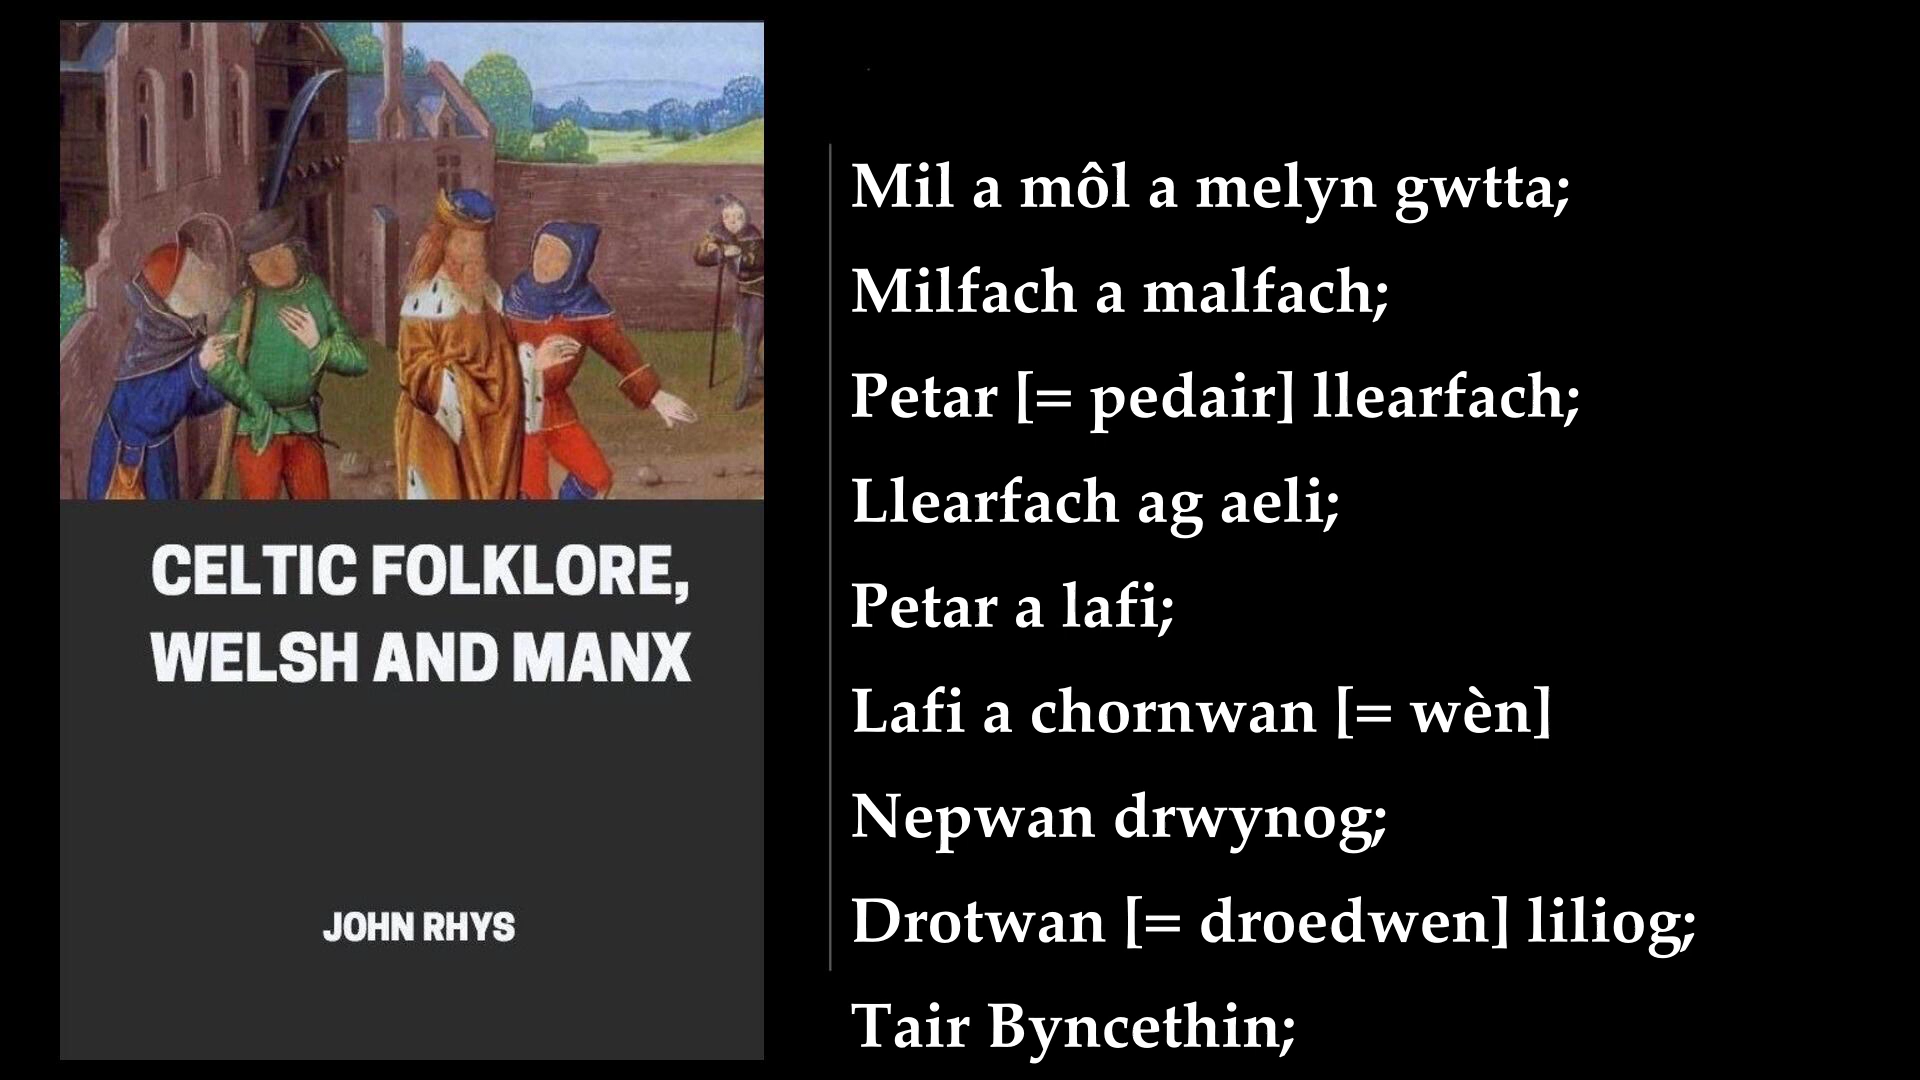 CELTIC FOLKLORE,
WELSH AND MANX
JOHN RHYS
Mil a môl a melyn gwtta;
Milfach a malfach;
Petar [= pedair] llearfach;
Llearfach ag aeli;
Petar a lafi;
Lafi a chornwan [= wèn]
Nepwan drwynog;
Drotwan [= droedwen] liliog;
Tair Byncethin;